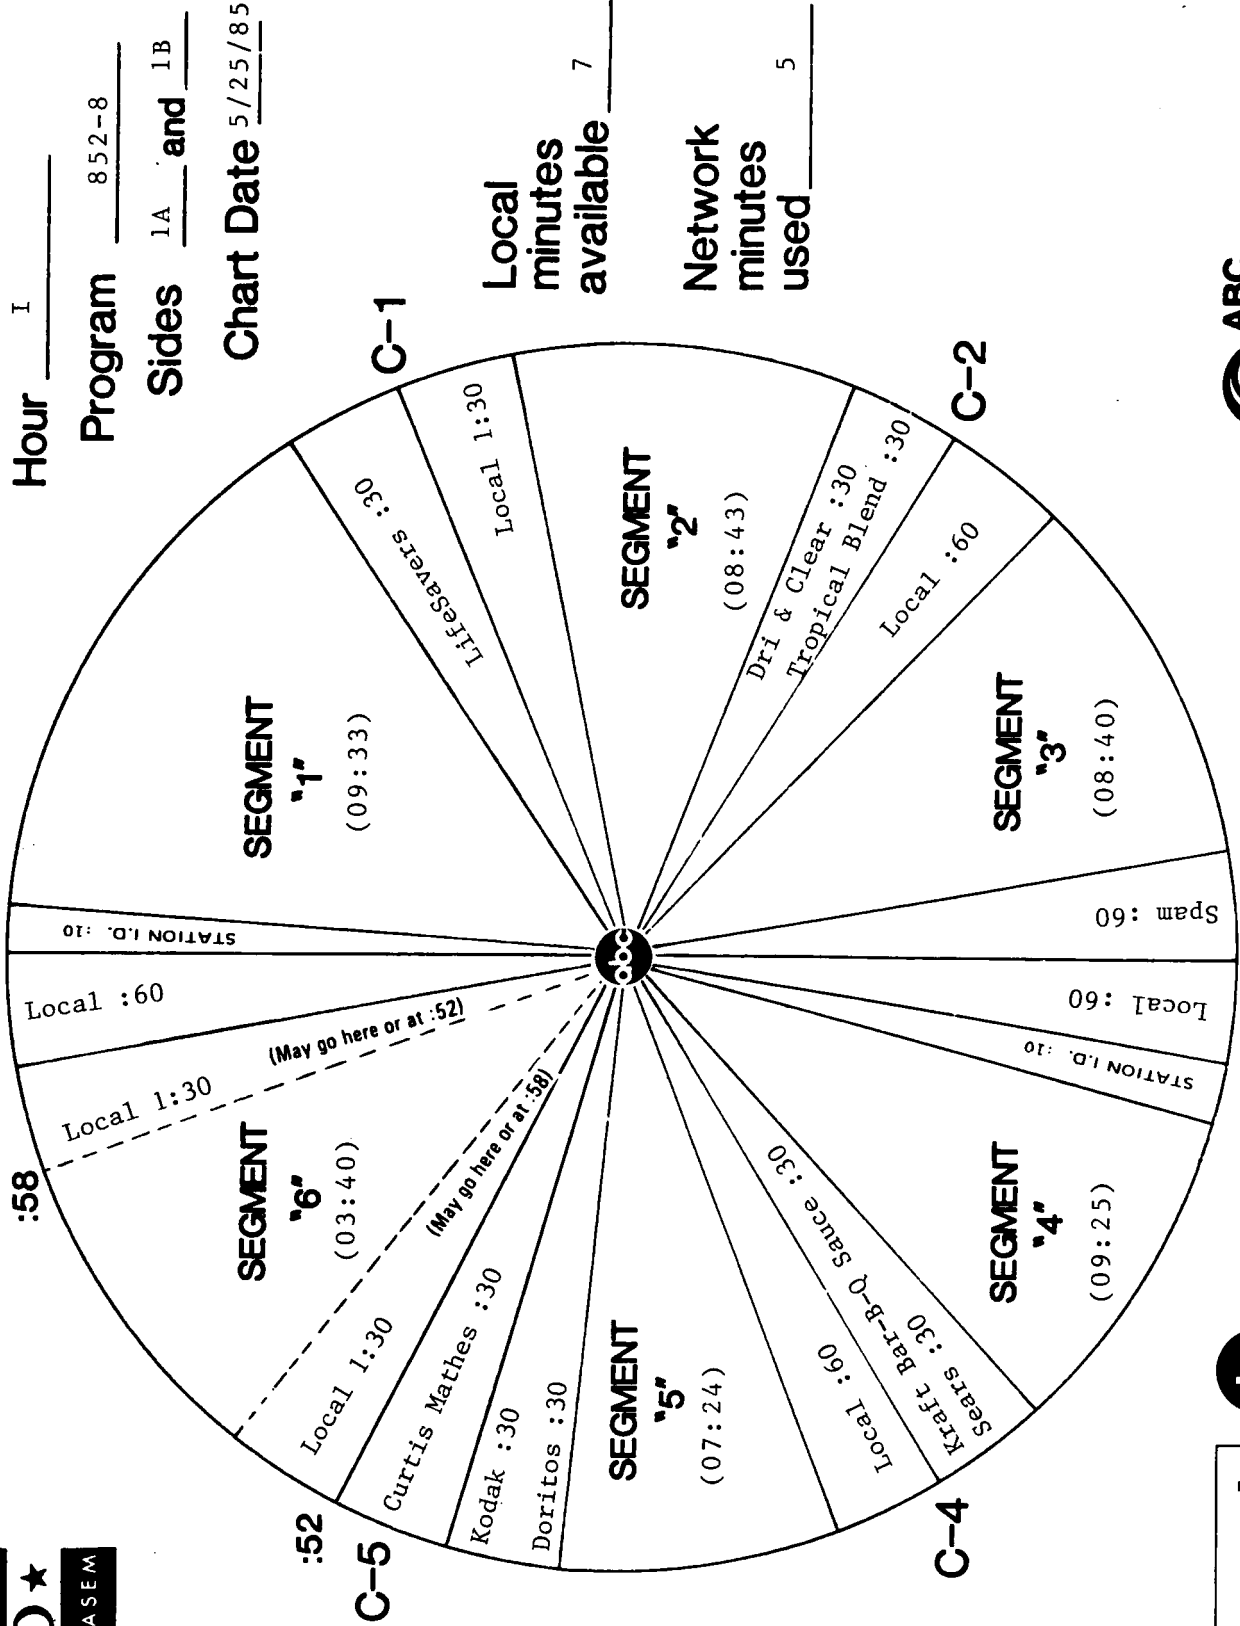 Hour I
Program 852-8
Sides 1A and 1B
Chart Date 5/25/85
Local
minutes
available 7
Network
minutes
used 5
SEGMENT
"1"
(09:33)
LifeSavers :30
C-1
Local 1:30
SEGMENT
"2"
(08:43)
Dri & Clear :30
Tropical Blend :30
C-2
Local :60
SEGMENT
"3"
(08:40)
Spam :60
Local :60
STATION I.D. :10
SEGMENT
"4"
(09:25)
Kraft Bar-B-Q Sauce :30
Sears :30
C-4
Local :60
SEGMENT
"5"
(07:24)
Doritos :30
Kodak :30
C-5
Curtis Mathes :30
:52
Local 1:30
(May go here or at :58)
SEGMENT
"6"
(03:40)
:58
Local 1:30
(May go here or at :52)
Local :60
STATION I.D. :10
abc
ABC
ASEM